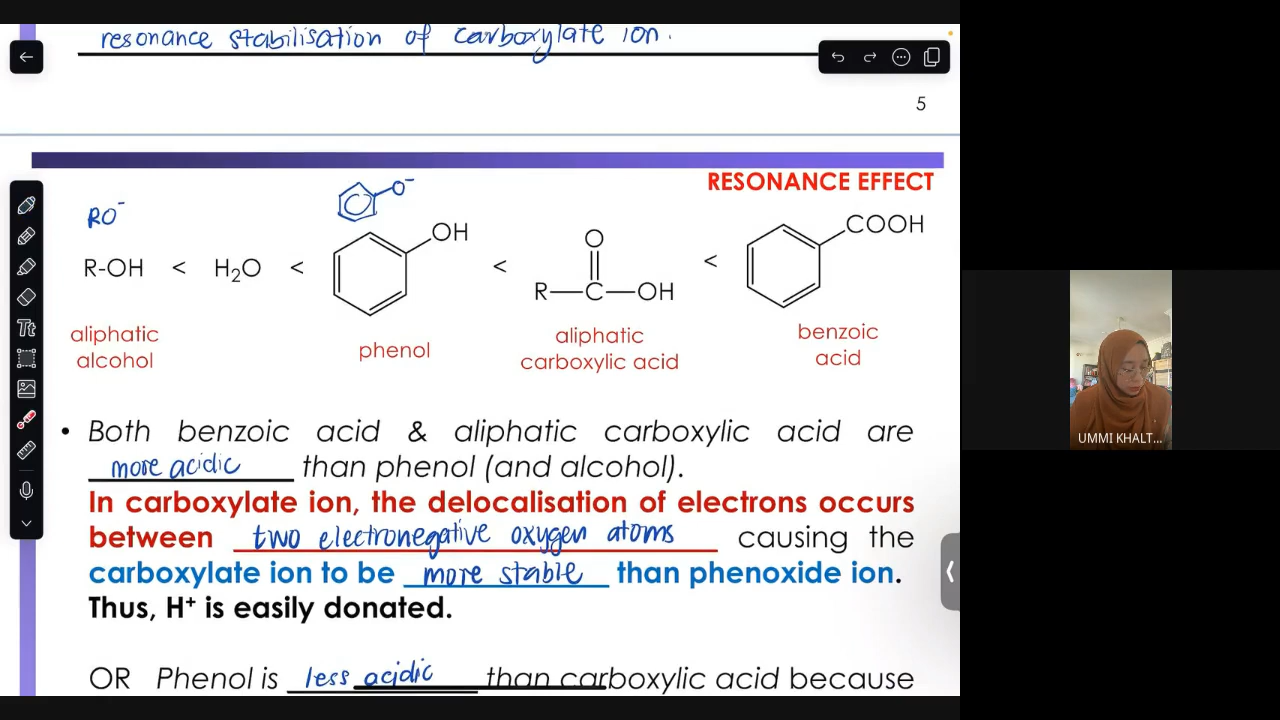 resonance stabilisation of carboxylate ion.
5
RESONANCE EFFECT
RO⁻
O⁻
R-OH < H₂O < OH < R—C—OH < COOH
O
aliphatic alcohol
phenol
aliphatic carboxylic acid
benzoic acid
• Both benzoic acid & aliphatic carboxylic acid are
more acidic than phenol (and alcohol).
In carboxylate ion, the delocalisation of electrons occurs
between two electronegative oxygen atoms causing the
carboxylate ion to be more stable than phenoxide ion.
Thus, H⁺ is easily donated.
OR Phenol is less acidic than carboxylic acid because
Tt
UMMI KHALT...